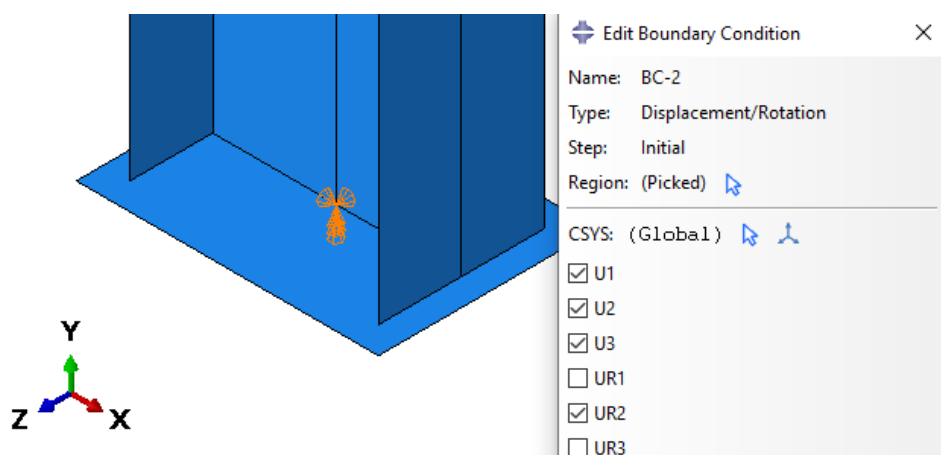 Edit Boundary Condition
Name: BC-2
Type: Displacement/Rotation
Step: Initial
Region: (Picked)
CSYS: (Global)
U1
U2
U3
UR1
UR2
UR3
Y
Z
X